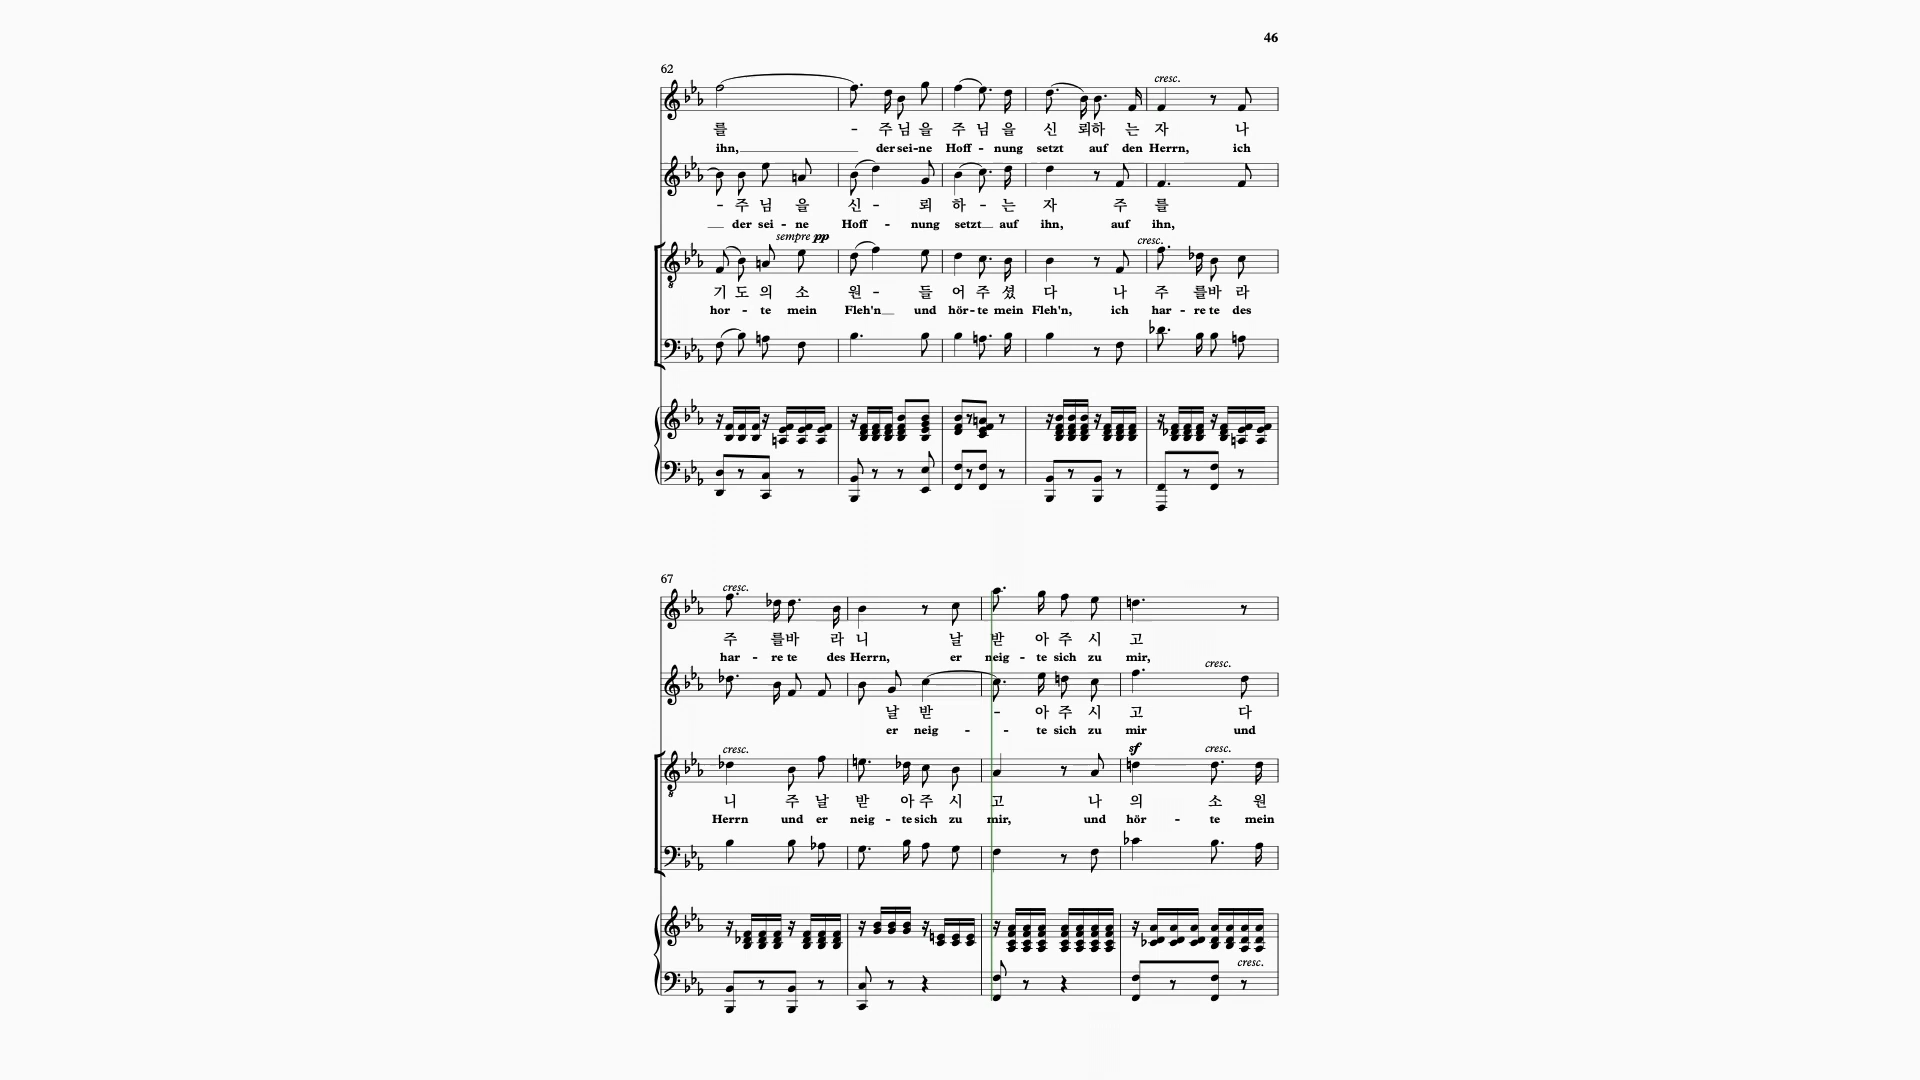 46
62
cresc.
를 - 주 님 을 주 님 을 신 뢰하 는 자 나
ihn, der sei-ne Hoff - nung setzt auf den Herrn, ich
- 주 님 을 신 - 뢰 하 - 는 자 주 를
der sei - ne Hoff - nung setzt auf ihn, auf ihn,
sempre pp cresc.
기 도 의 소 원 - 들 어 주 셨 다 나 주 를바 라
hor - te mein Fleh'n und hör-te mein Fleh'n, ich har - re te des
67
cresc.
주 를바 라 니 날 받 아 주 시 고
har - re te des Herrn, er neig - te sich zu mir,
cresc.
날 받 - 아 주 시 고 다
er neig - - te sich zu mir und
cresc. sf cresc.
니 주 날 받 아 주 시 고 나 의 소 원
Herrn und er neig - te sich zu mir, und hör - te mein
cresc.